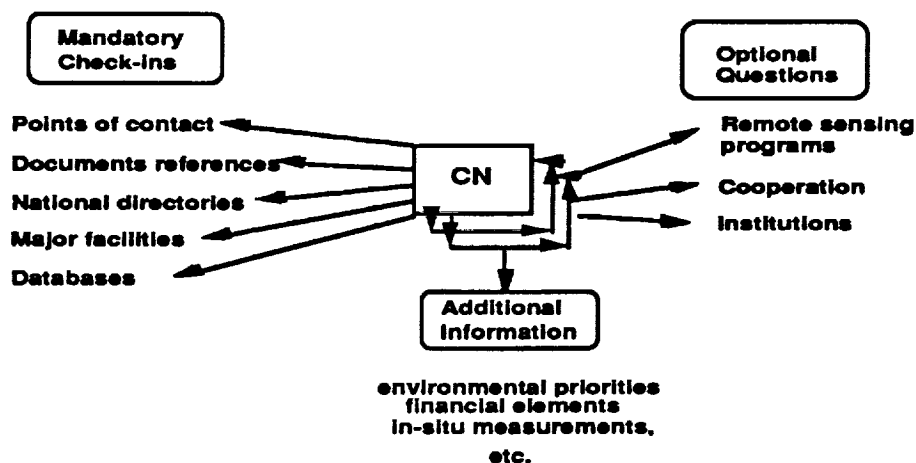 Mandatory
Check-ins
Points of contact
Documents references
National directories
Major facilities
Databases
CN
Optional
Questions
Remote sensing
programs
Cooperation
Institutions
Additional
Information
environmental priorities
financial elements
in-situ measurements,
etc.